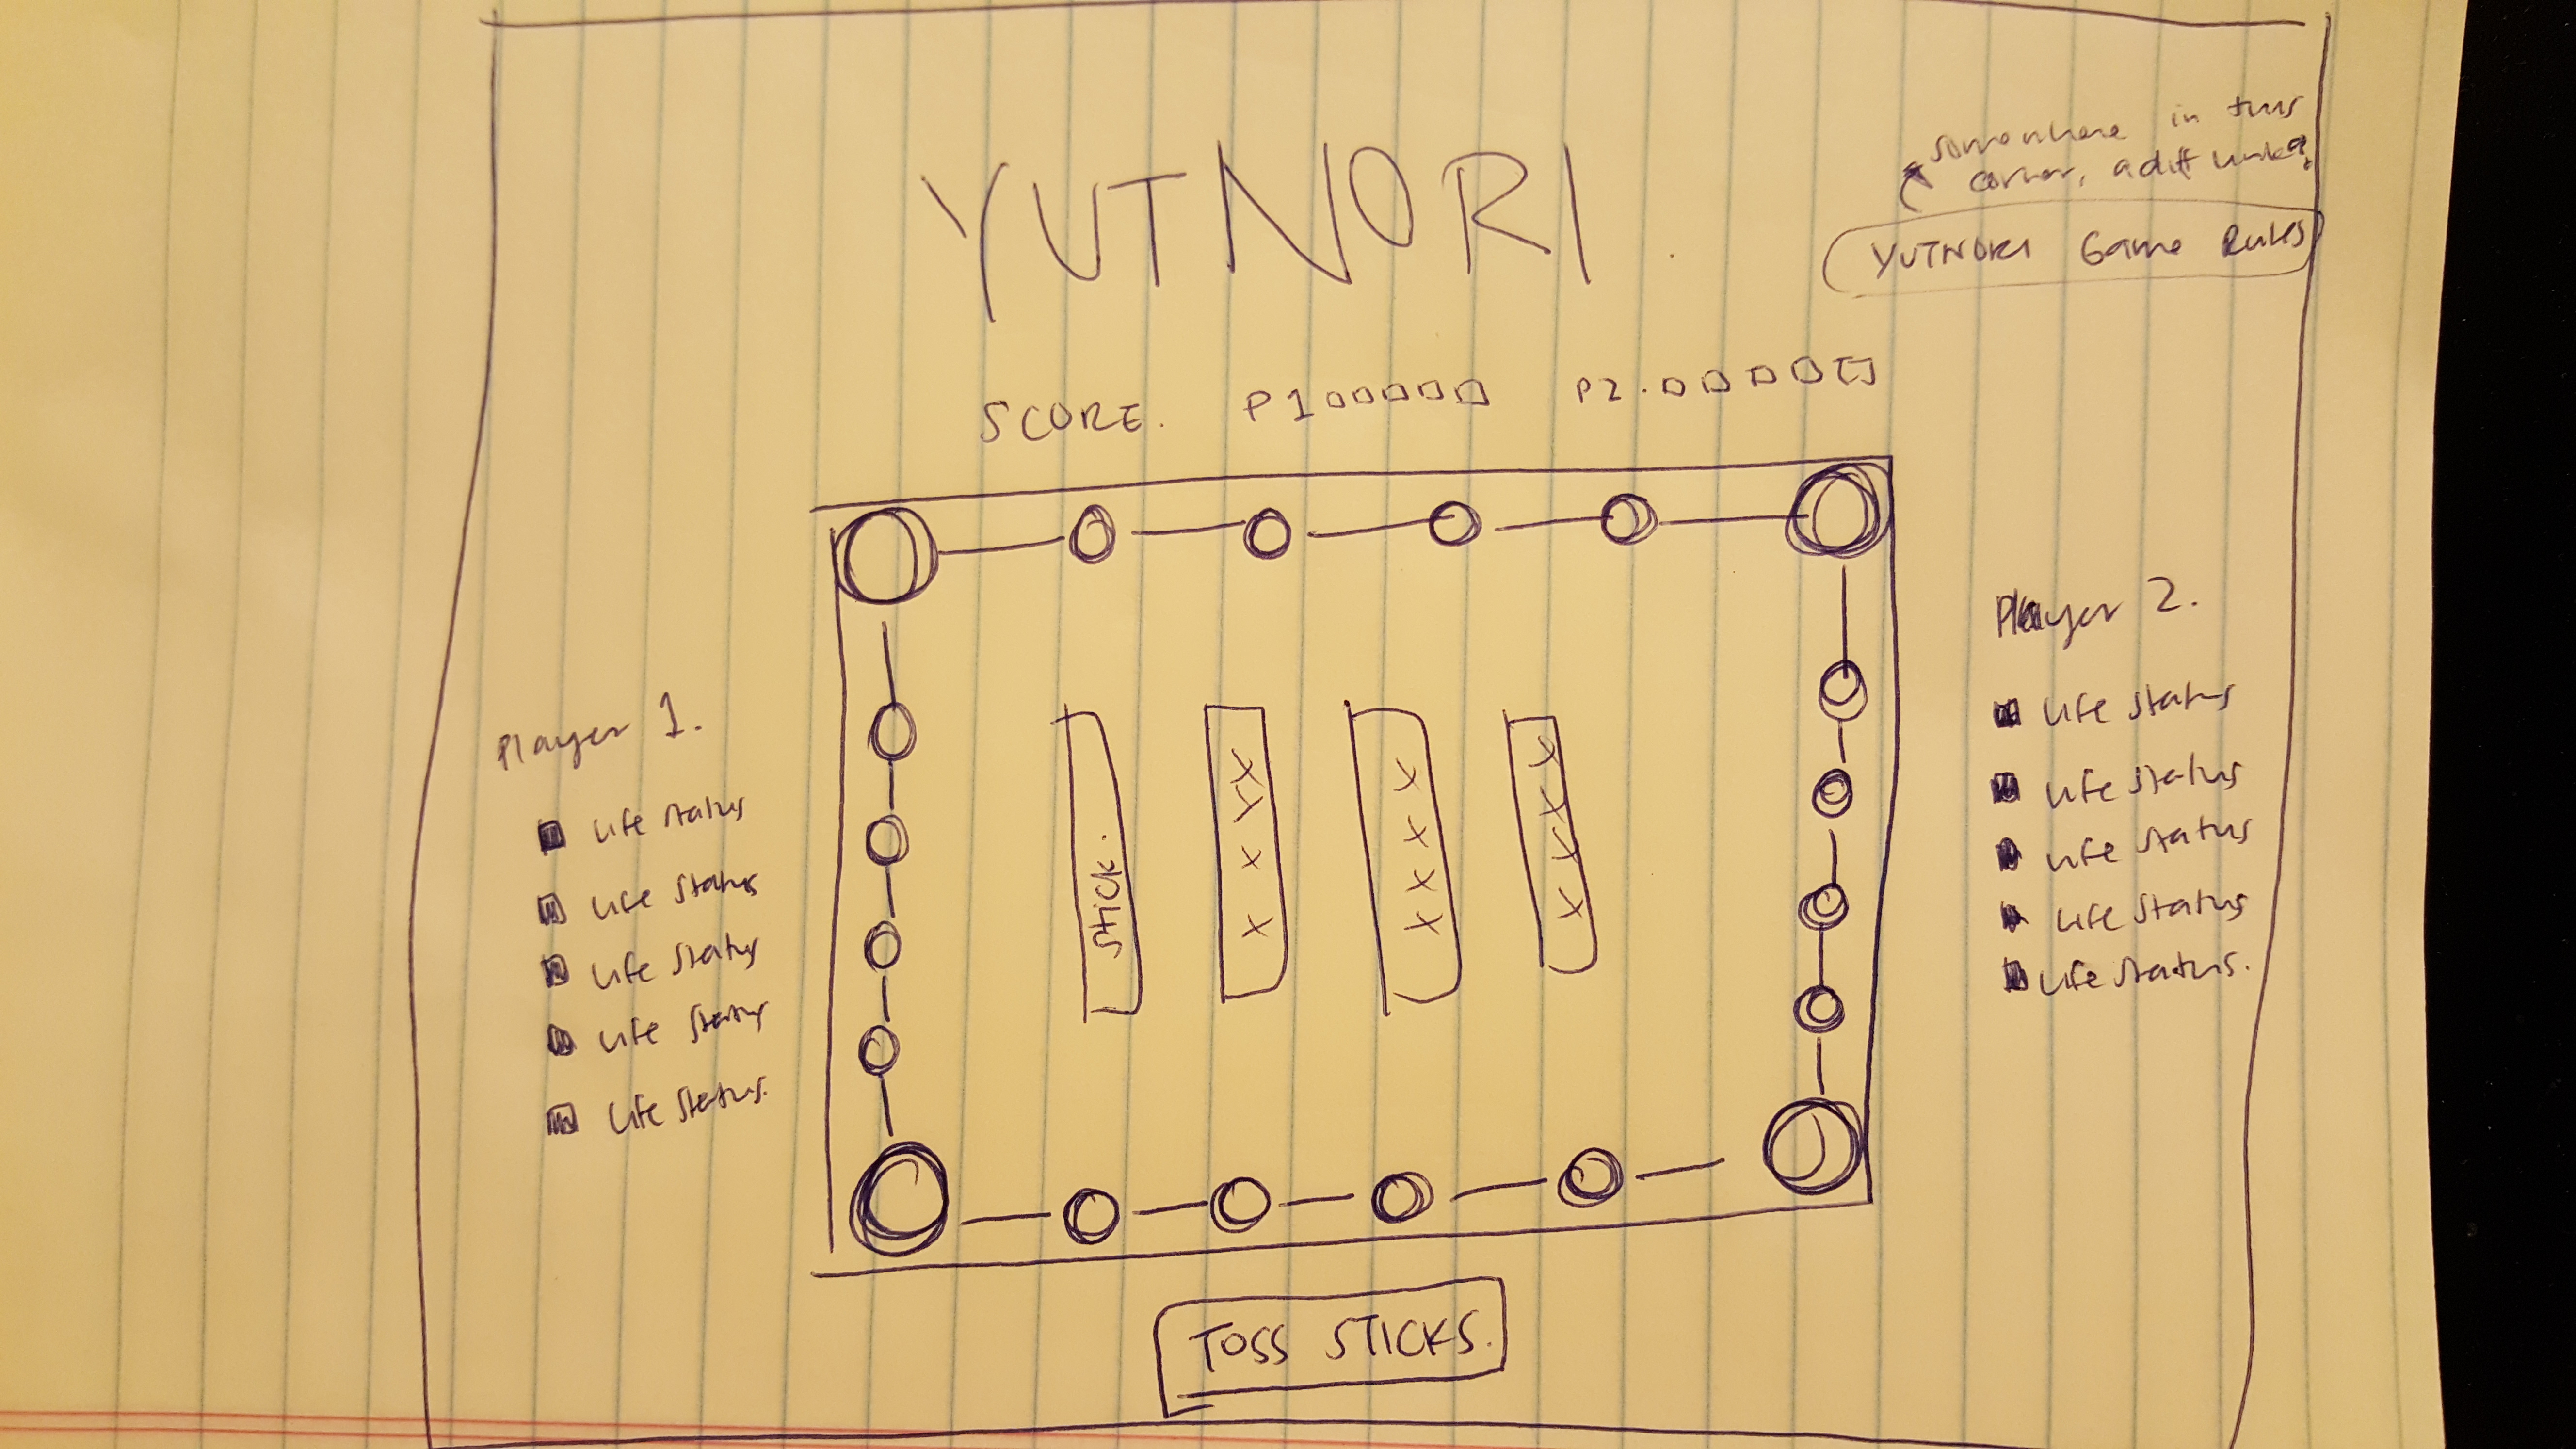 somewhere in this
corner, a diff
YUTNORI Game Rules
YUTNORI
SCORE. P1 P2.
Player 1.
life status
life status
life status
life status
life status.
stick.
XX
x
x
x
x
x
x
x
x
x
x
Player 2.
life status
life status
life status
life status
life status.
TOSS STICKS.